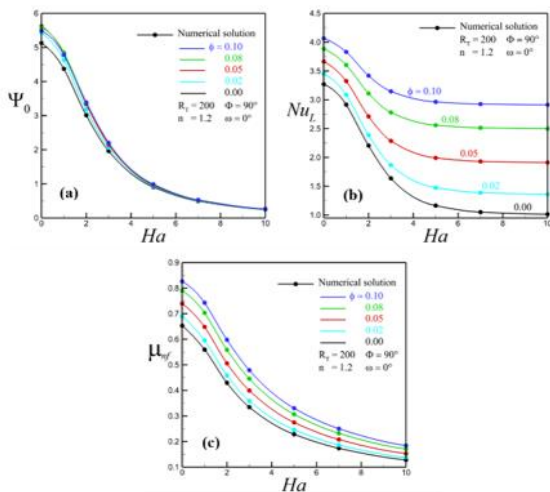 6
5
4
3
2
1
0
Ψ0
Numerical solution
ϕ = 0.10
0.08
0.05
0.02
0.00
RT = 200 Φ = 90°
n = 1.2 ω = 0°
(a)
0 2 4 6 8 10
Ha
4.5
4.0
3.5
3.0
2.5
2.0
1.5
1.0
NuL
Numerical solution
RT = 200 Φ = 90°
n = 1.2 ω = 0°
ϕ = 0.10
0.08
0.05
0.02
0.00
(b)
0 2 4 6 8 10
Ha
0.9
0.8
0.7
0.6
0.5
0.4
0.3
0.2
0.1
μnf
Numerical solution
ϕ = 0.10
0.08
0.05
0.02
0.00
RT = 200 Φ = 90°
n = 1.2 ω = 0°
(c)
0 2 4 6 8 10
Ha